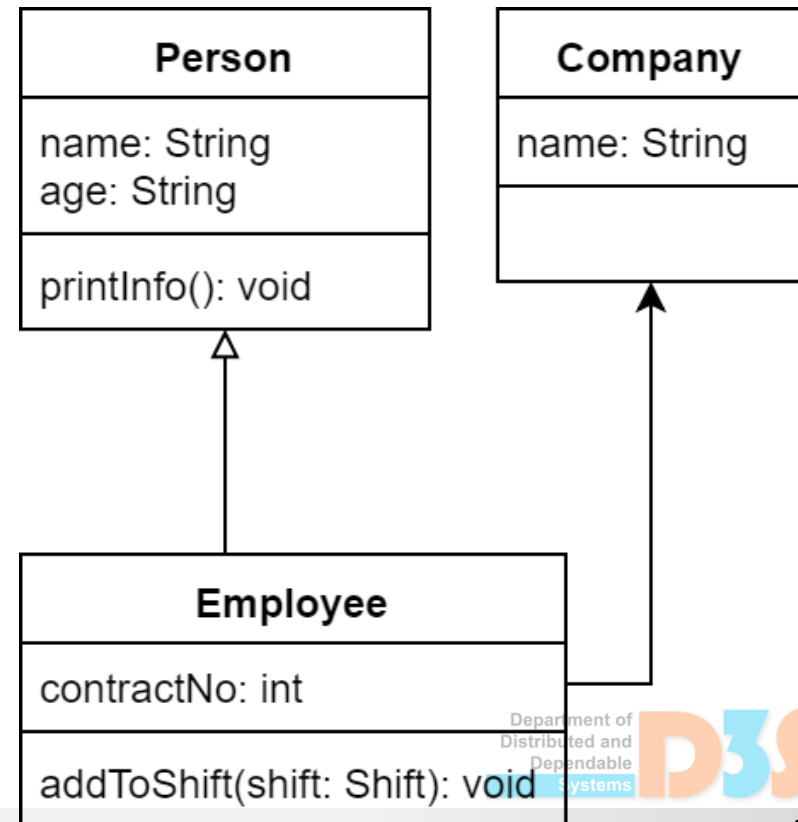 Person
name: String
age: String
printInfo(): void
Company
name: String
Employee
contractNo: int
addToShift(shift: Shift): void
Department of
Distributed and
Dependable
Systems
D3S